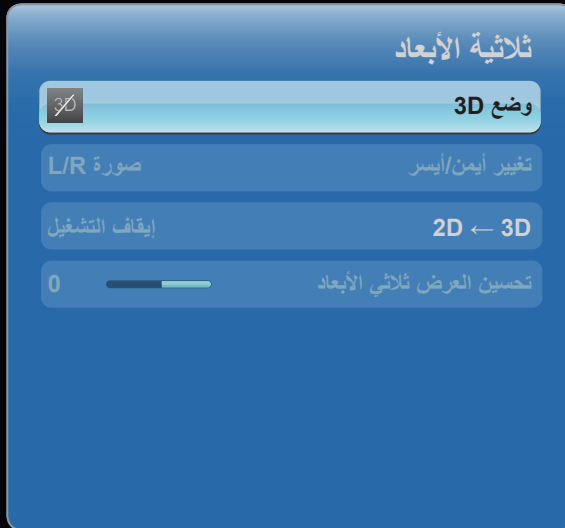 ثلاثية الأبعاد
وضع 3D 3D
تغيير أيمن/أيسر صورة L/R
3D ← 2D إيقاف التشغيل
تحسين العرض ثلاثي الأبعاد 0